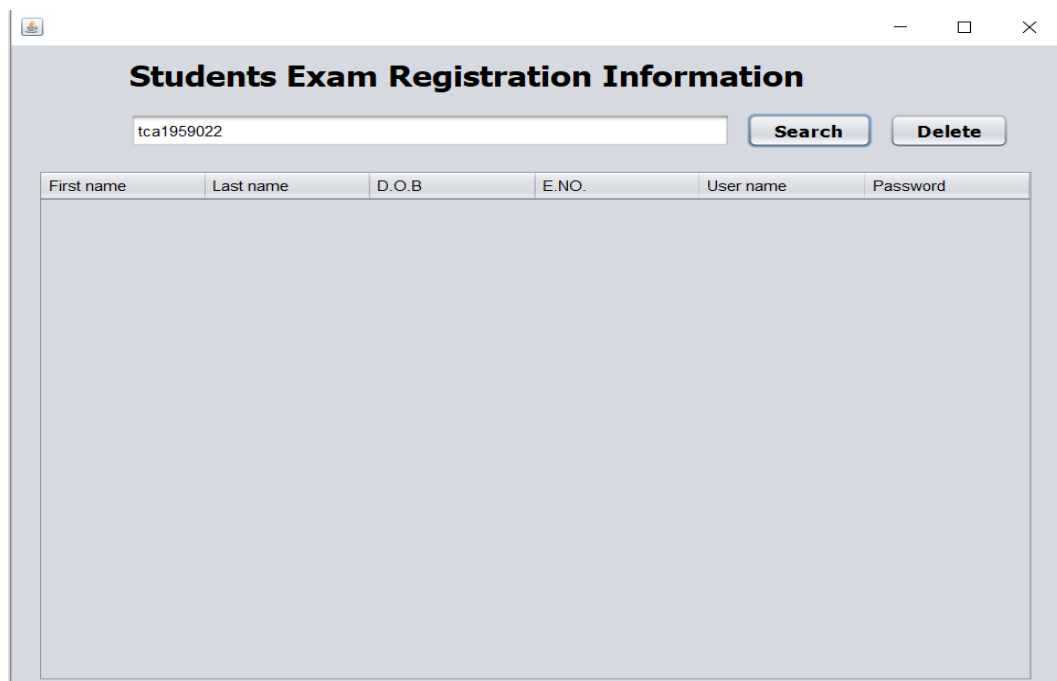 Students Exam Registration Information
tca1959022 Search Delete
First name Last name D.O.B E.NO. User name Password